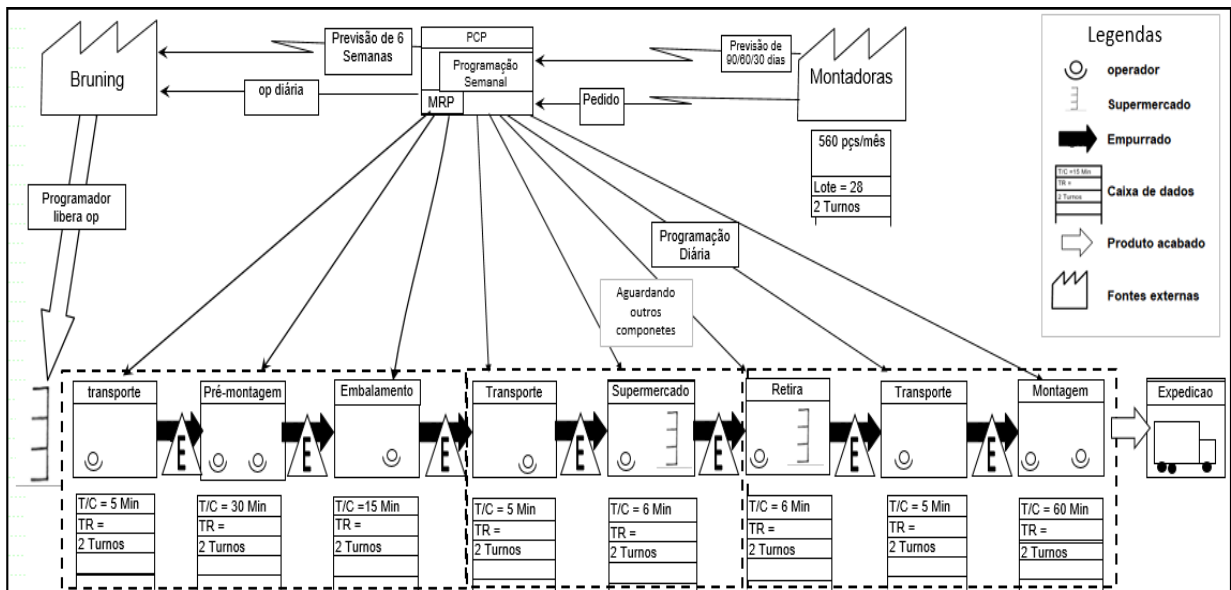 Bruning
Previsão de 6
Semanas
op diária
PCP
Programação
Semanal
MRP
Previsão de
90/60/30 dias
Pedido
Montadoras
560 pçs/mês
Lote = 28
2 Turnos
Legendas
operador
Supermercado
Empurrado
T/C =15 Min
TR =
2 Turnos
Caixa de dados
Produto acabado
Fontes externas
Programador
libera op
Programação
Diária
Aguardando
outros
componetes
transporte
Pré-montagem
Embalamento
Transporte
Supermercado
Retira
Transporte
Montagem
Expedicao
E
E
E
E
E
E
E
T/C = 5 Min
TR =
2 Turnos
T/C = 30 Min
TR =
2 Turnos
T/C =15 Min
TR =
2 Turnos
T/C = 5 Min
TR =
2 Turnos
T/C = 6 Min
TR =
2 Turnos
T/C = 6 Min
TR =
2 Turnos
T/C = 5 Min
TR =
2 Turnos
T/C = 60 Min
TR =
2 Turnos